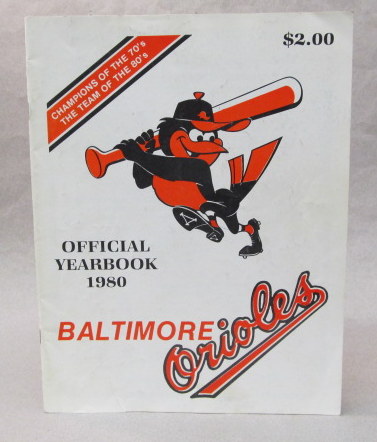 CHAMPIONS OF THE 70's
THE TEAM OF THE 80's
$2.00
OFFICIAL
YEARBOOK
1980
BALTIMORE Orioles